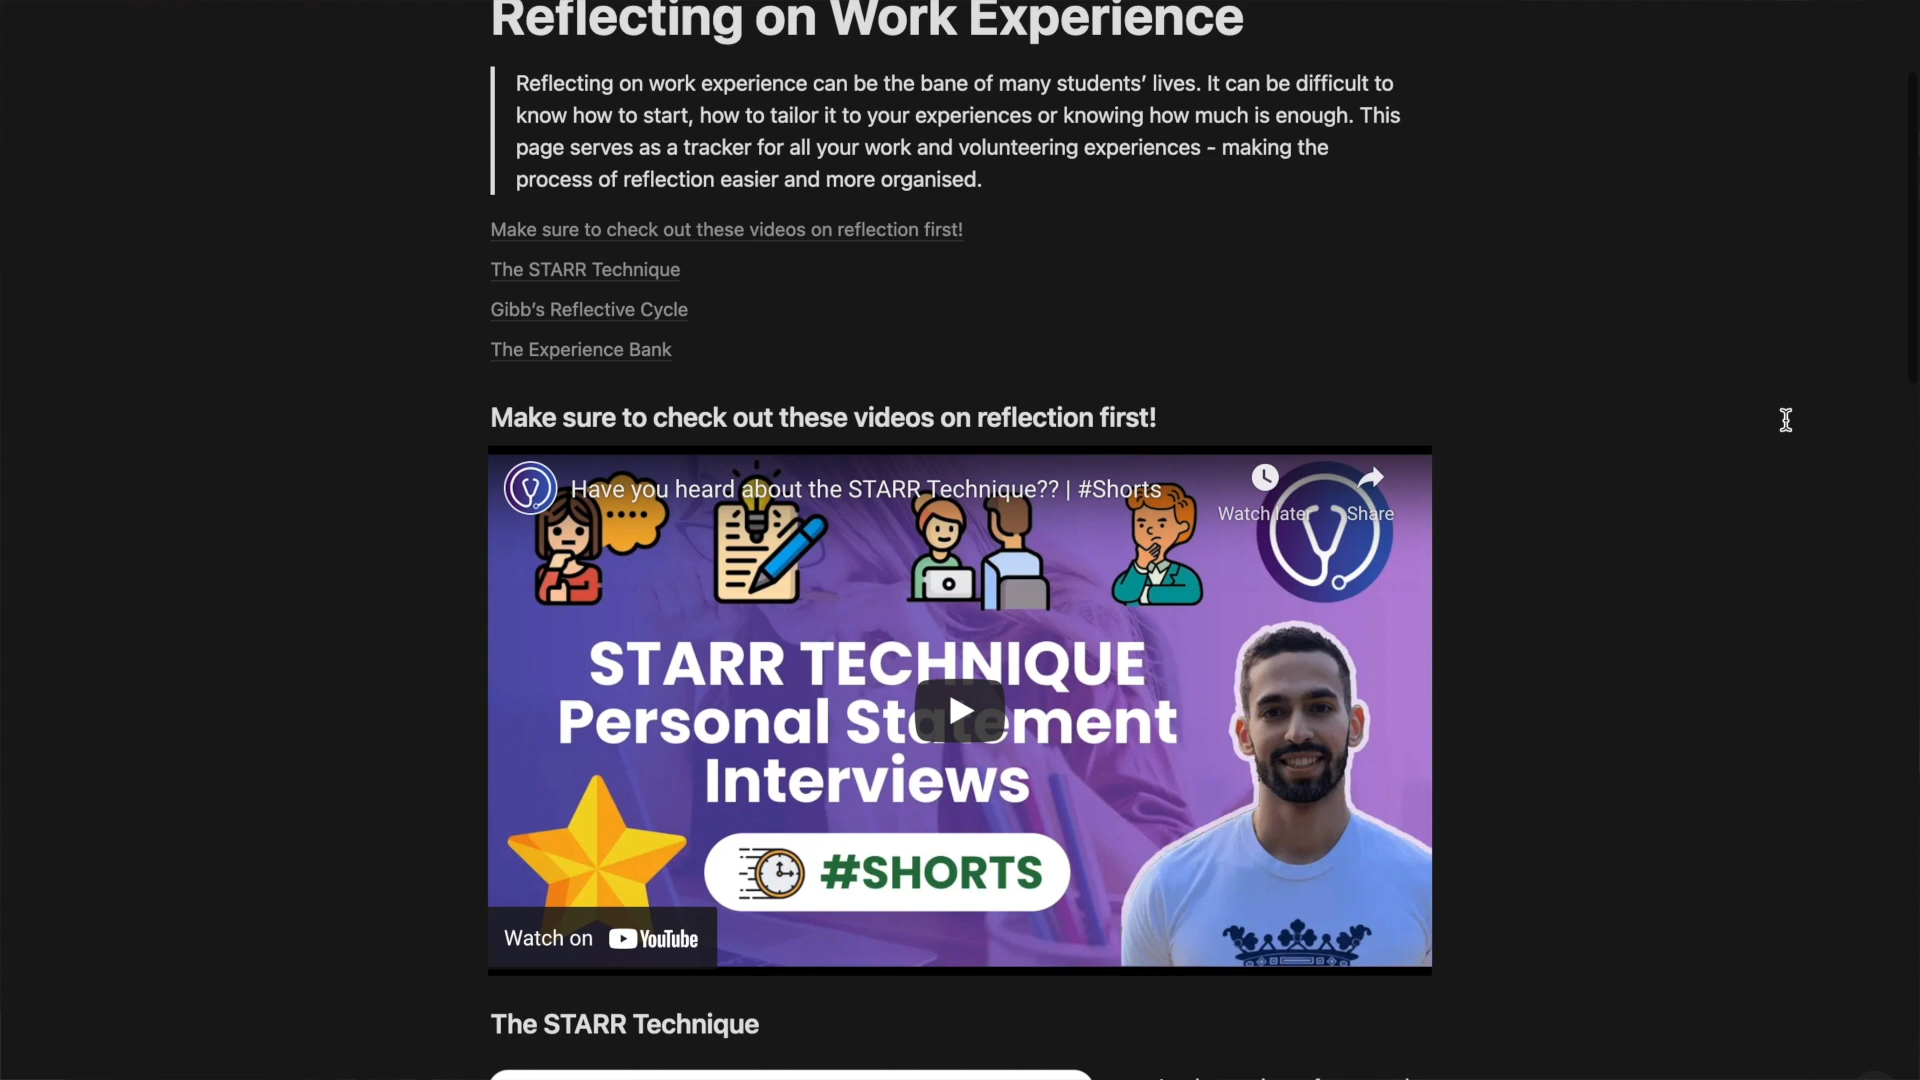 Reflecting on Work Experience
Reflecting on work experience can be the bane of many students’ lives. It can be difficult to
know how to start, how to tailor it to your experiences or knowing how much is enough. This
page serves as a tracker for all your work and volunteering experiences - making the
process of reflection easier and more organised.
Make sure to check out these videos on reflection first!
The STARR Technique
Gibb’s Reflective Cycle
The Experience Bank
Make sure to check out these videos on reflection first!
Have you heard about the STARR Technique?? | #Shorts
Watch later
Share
STARR TECHNIQUE
Personal Statement
Interviews
#SHORTS
Watch on YouTube
The STARR Technique